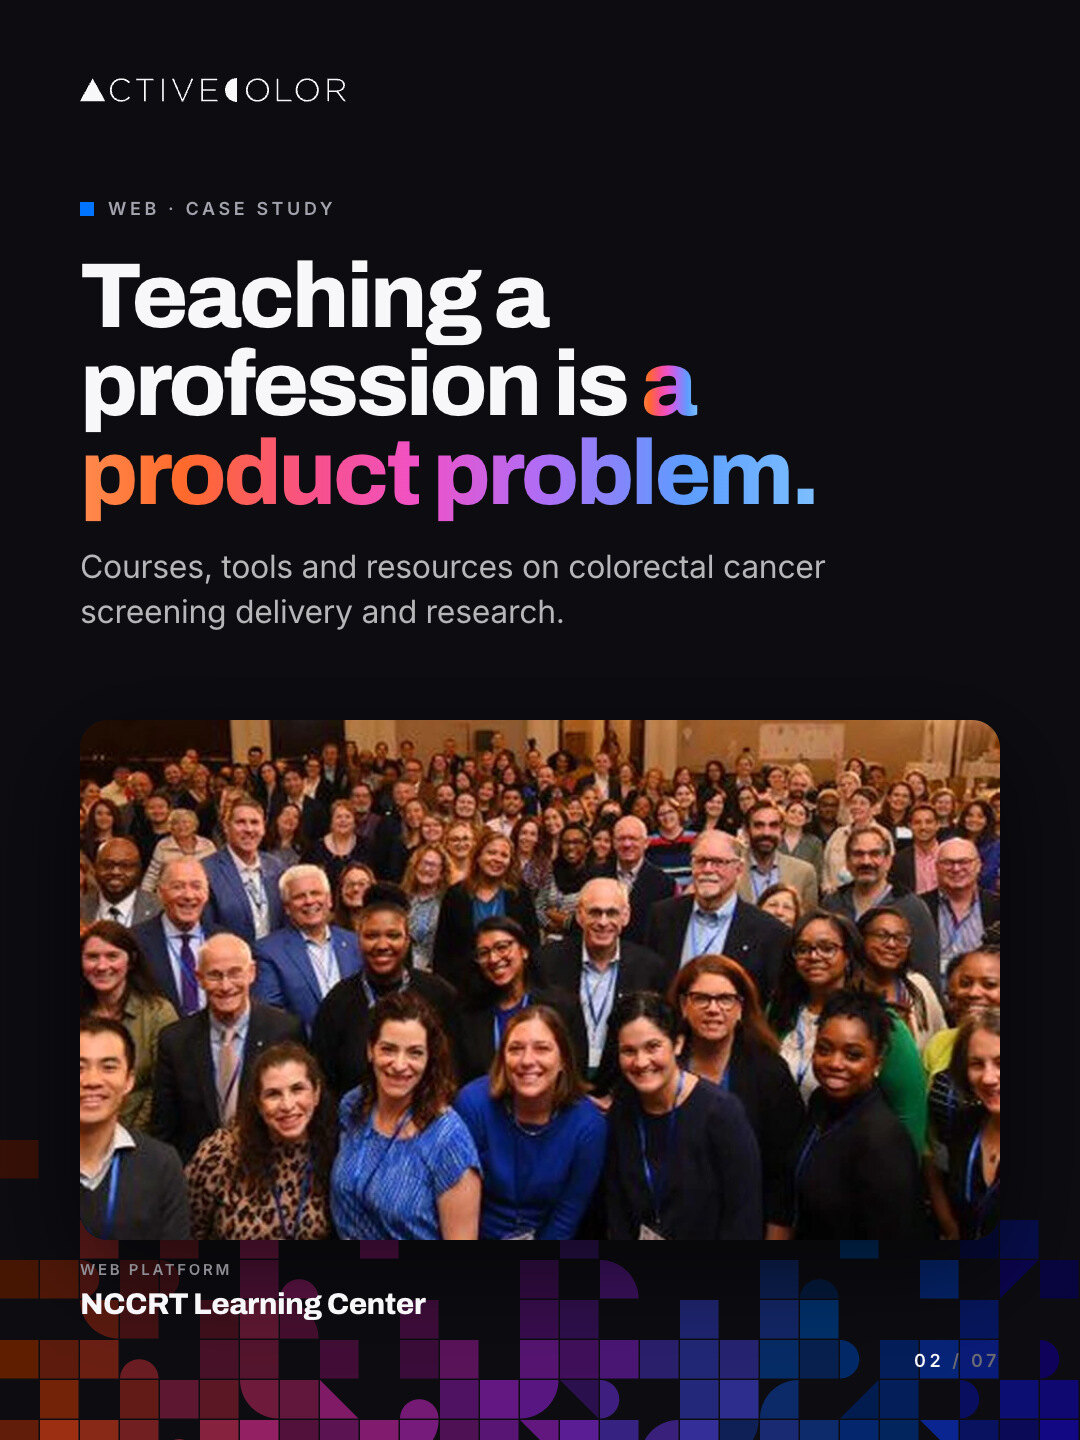 ACTIVECOLOR
WEB · CASE STUDY
Teaching a
profession is a
product problem.
Courses, tools and resources on colorectal cancer
screening delivery and research.
WEB PLATFORM
NCCRT Learning Center
02 / 07